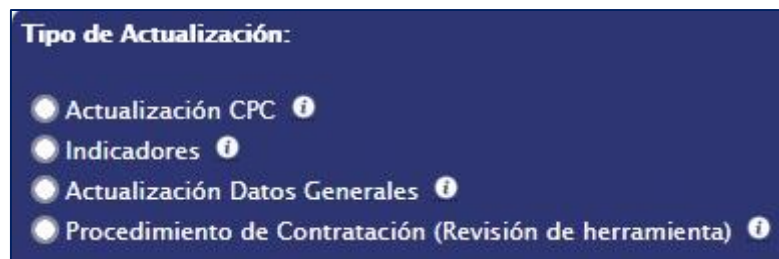 Tipo de Actualización:
Actualización CPC i
Indicadores i
Actualización Datos Generales i
Procedimiento de Contratación (Revisión de herramienta) i